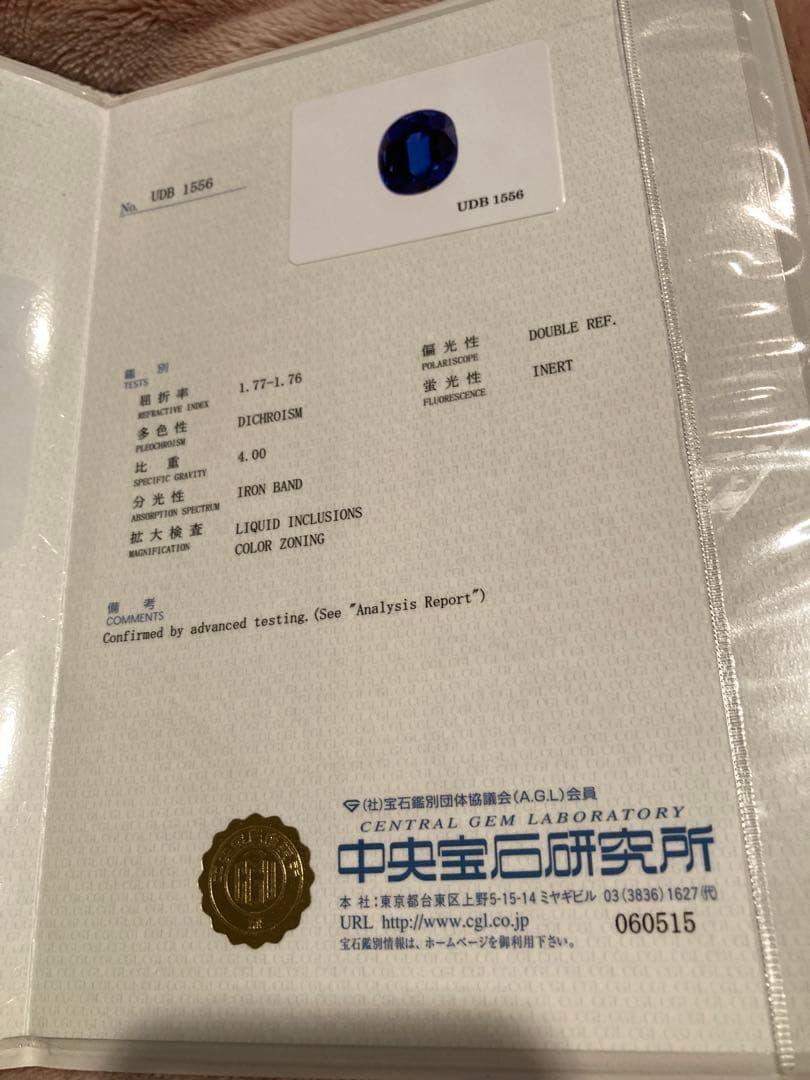 No. UDB 1556
UDB 1556
鑑別
TESTS
屈折率 1.77-1.76
REFRACTIVE INDEX
多色性 DICHROISM
PLEOCHROISM
比重 4.00
SPECIFIC GRAVITY
分光性 IRON BAND
ABSORPTION SPECTRUM
拡大検査 LIQUID INCLUSIONS
MAGNIFICATION COLOR ZONING
偏光性 DOUBLE REF.
POLARISCOPE
蛍光性 INERT
FLUORESCENCE
備考
COMMENTS
Confirmed by advanced testing.(See "Analysis Report")
(社)宝石鑑別団体協議会(A.G.L)会員
CENTRAL GEM LABORATORY
中央宝石研究所
本社:東京都台東区上野5-15-14 ミヤギビル 03(3836)1627(代)
URL http://www.cgl.co.jp 060515
宝石鑑別情報は、ホームページを御利用下さい。